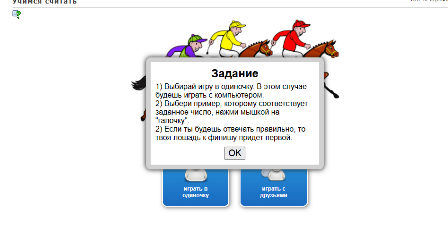 Учимся считать
Задание
1) Выбирай игру в одиночку. В этом случае
будешь играть с компьютером.
2) Выбери пример, которому соответствует
заданное число, нажми мышкой на
"галочку".
2) Если ты будешь отвечать правильно, то
твоя лошадь к финишу придет первой.
OK
играть в
одиночку
играть с
друзьями